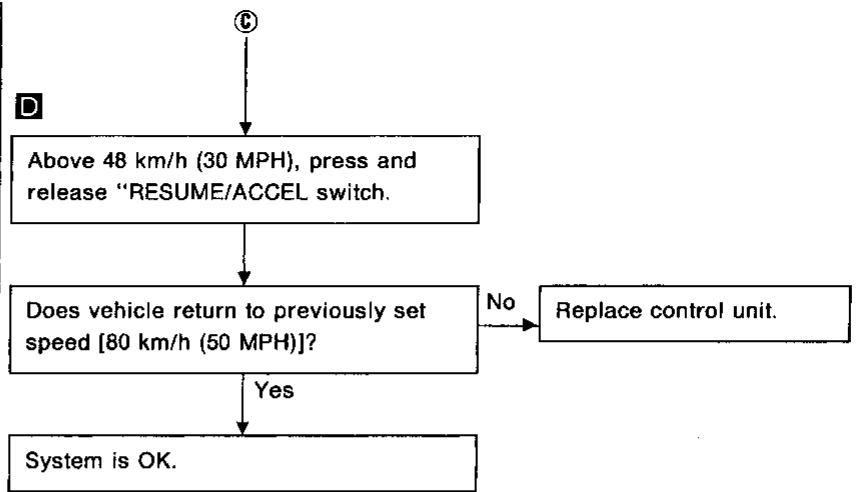 Ⓒ
D
Above 48 km/h (30 MPH), press and
release “RESUME/ACCEL switch.
Does vehicle return to previously set
speed [80 km/h (50 MPH)]?
No
Replace control unit.
Yes
System is OK.